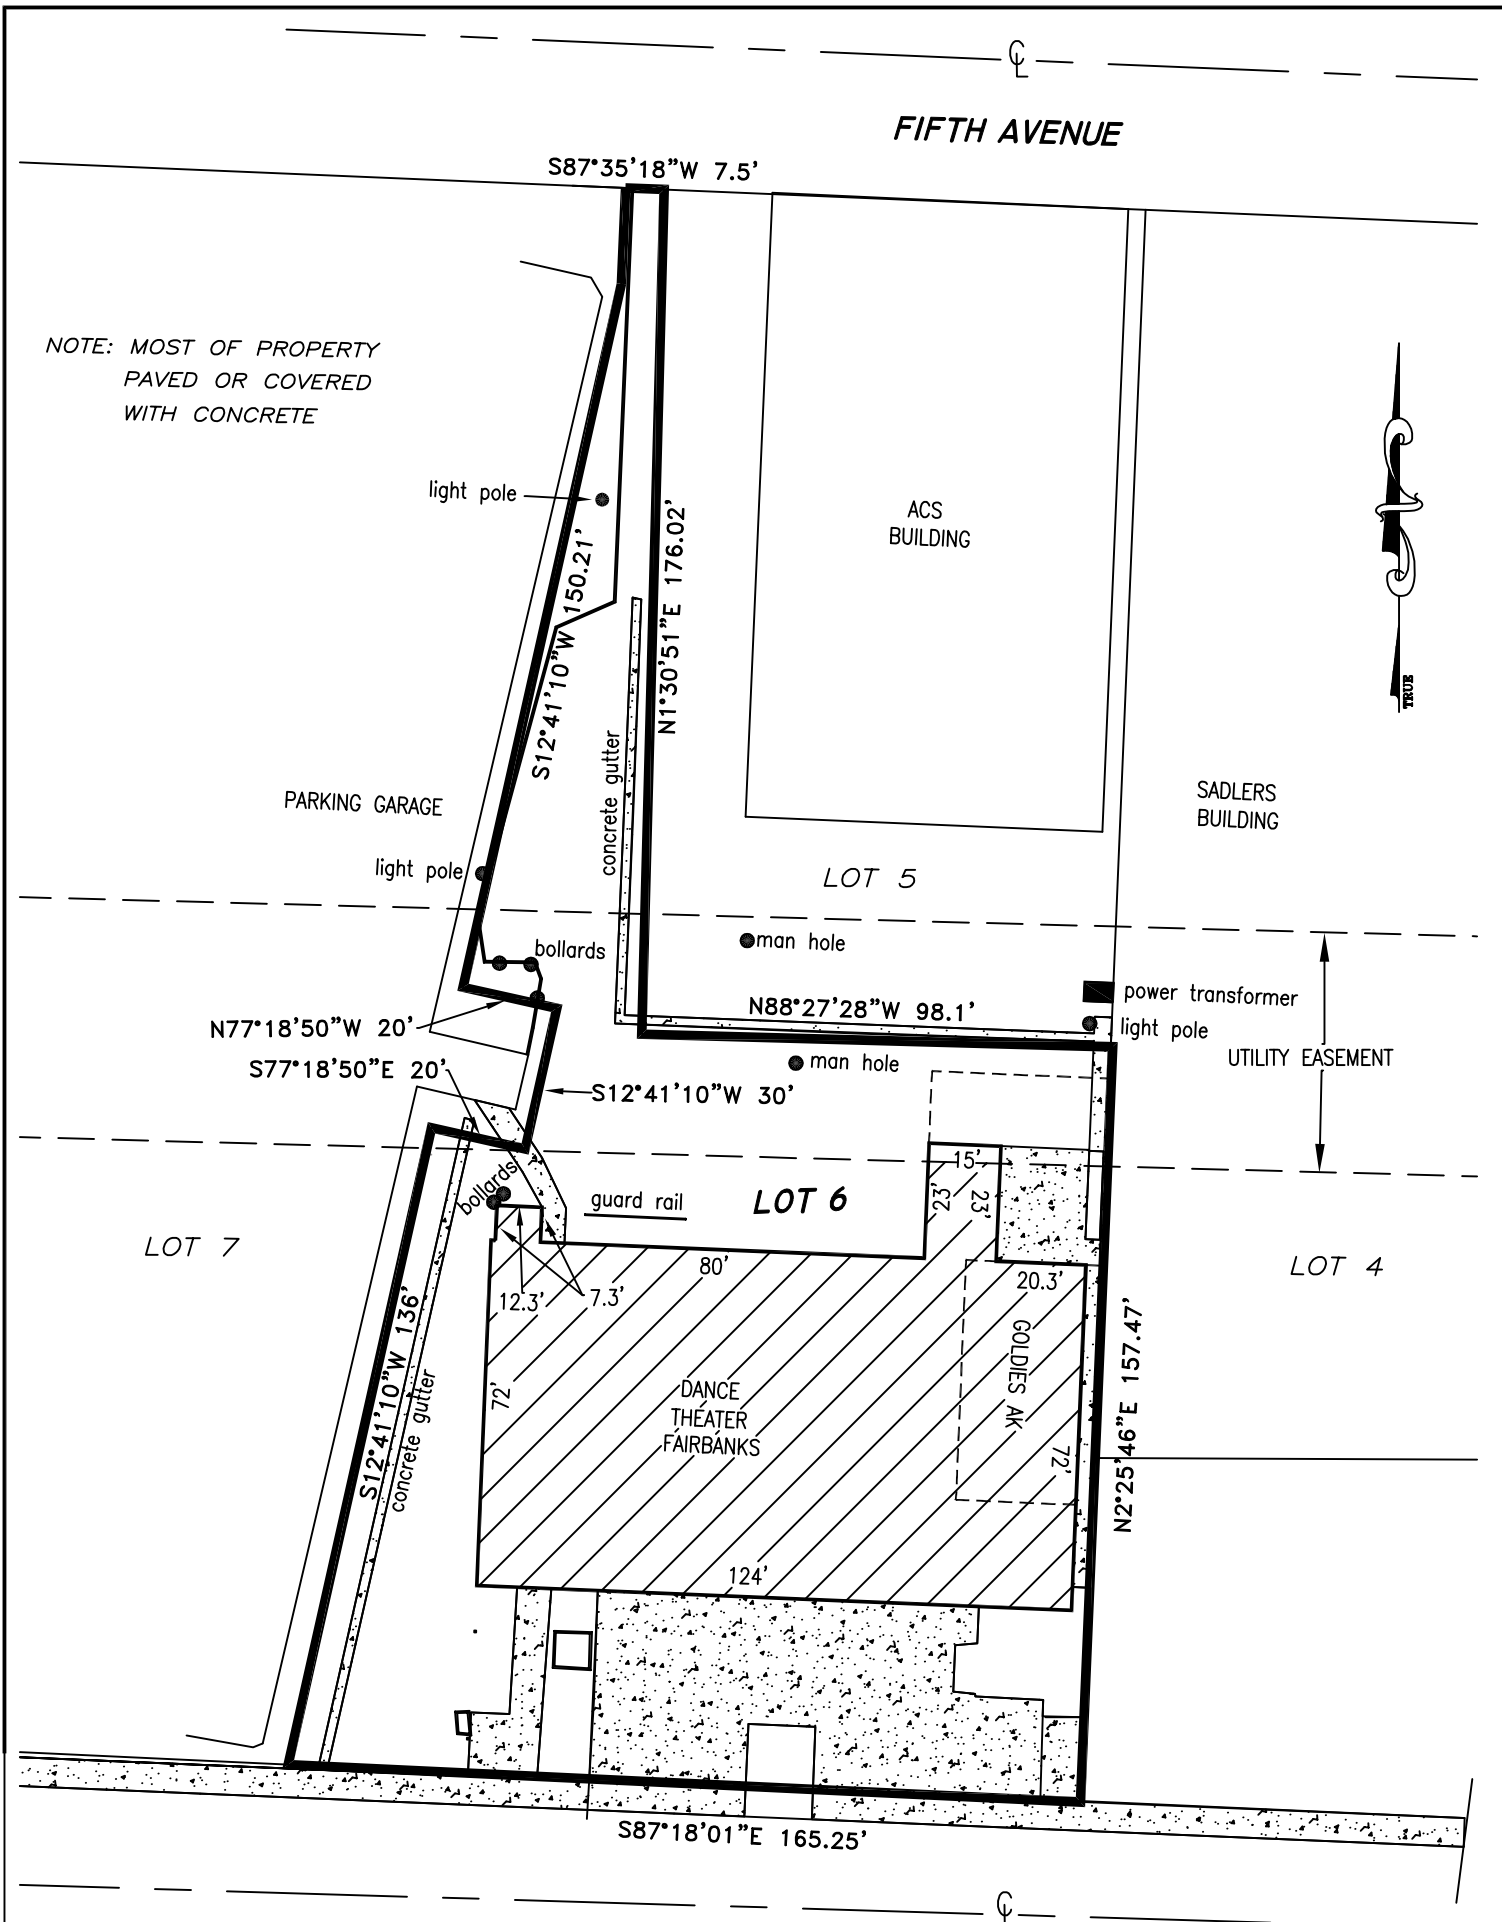 FIFTH AVENUE
S87°35'18"W 7.5'
NOTE: MOST OF PROPERTY
PAVED OR COVERED
WITH CONCRETE
light pole
S12°41'10"W 150.21'
N1°30'51"E 176.02'
ACS
BUILDING
TRUE
concrete gutter
PARKING GARAGE
SADLERS
BUILDING
light pole
LOT 5
bollards
man hole
N88°27'28"W 98.1'
power transformer
light pole
N77°18'50"W 20'
S77°18'50"E 20'
S12°41'10"W 30'
man hole
UTILITY EASEMENT
bollards
guard rail
LOT 6
15'
23'
23'
LOT 7
LOT 4
80'
20.3'
12.3'
7.3'
S12°41'10"W 136'
concrete gutter
72'
DANCE
THEATER
FAIRBANKS
GOLDIES AK
72'
N2°25'46"E 157.47'
124'
S87°18'01"E 165.25'